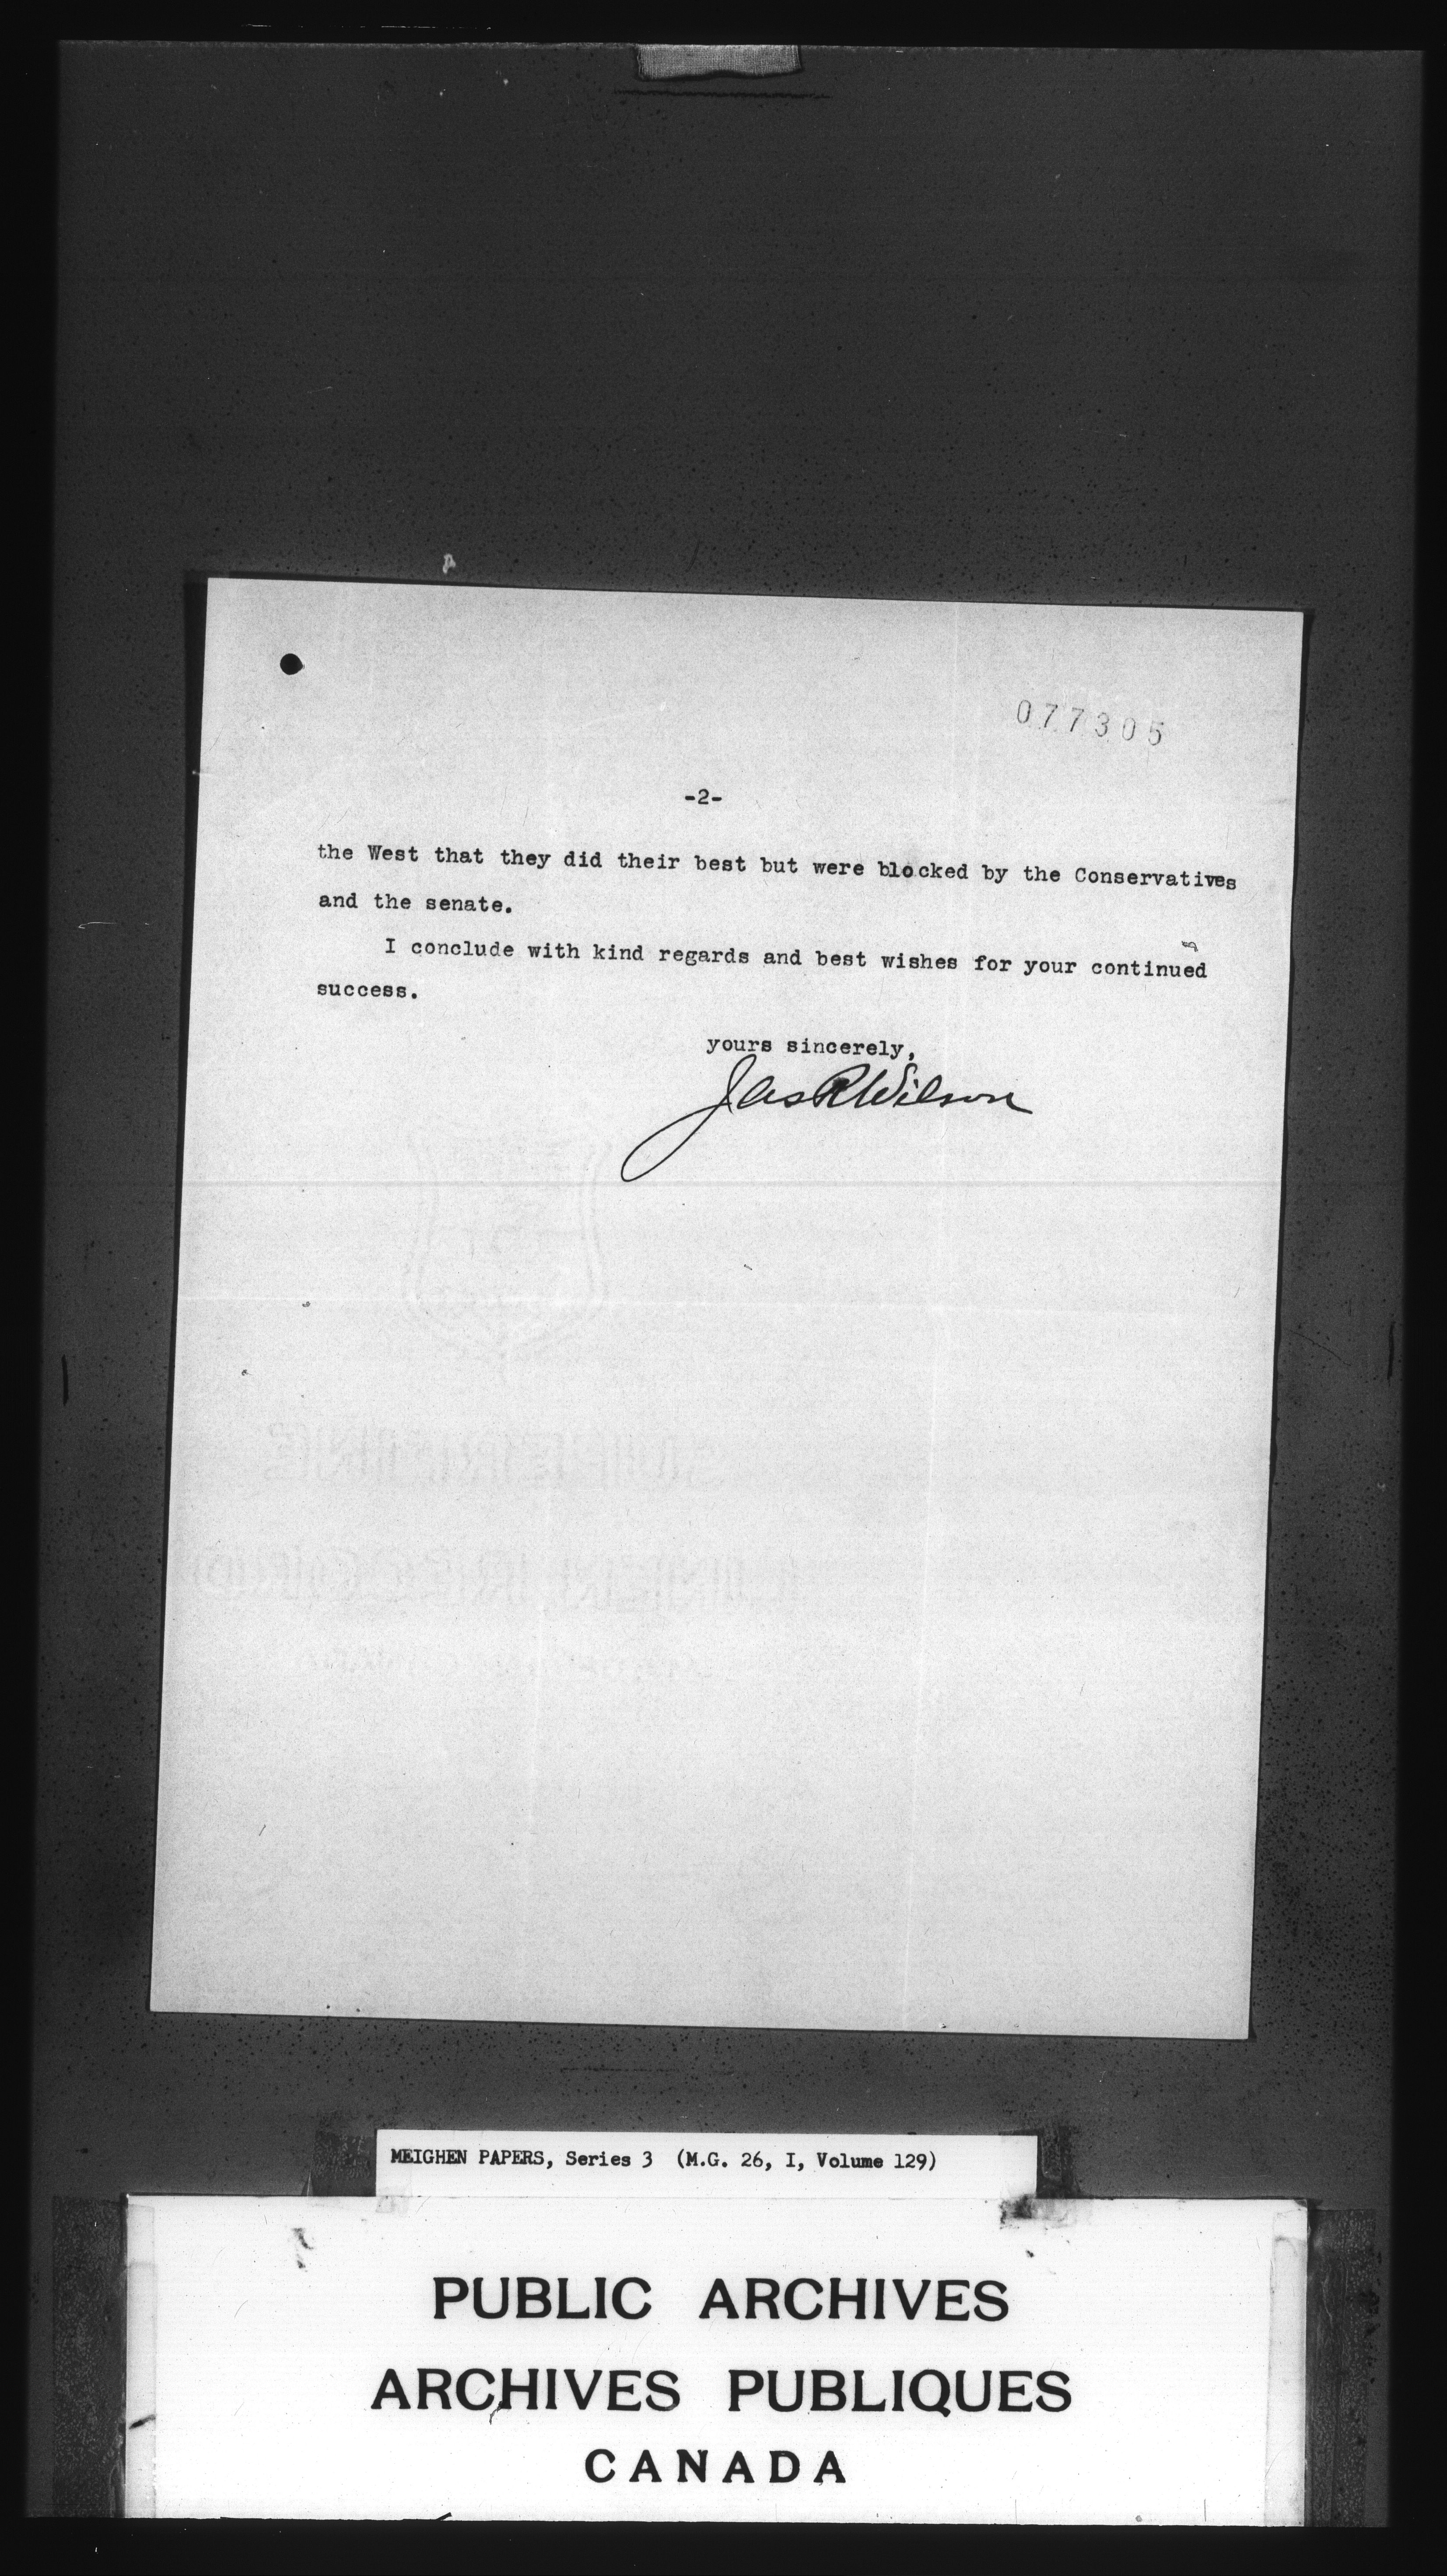 077305
-2-
the West that they did their best but were blocked by the Conservatives
and the senate.
I conclude with kind regards and best wishes for your continued
success.
yours sincerely,
Jas R Wilson
MEIGHEN PAPERS, Series 3 (M.G. 26, I, Volume 129)
PUBLIC ARCHIVES
ARCHIVES PUBLIQUES
CANADA